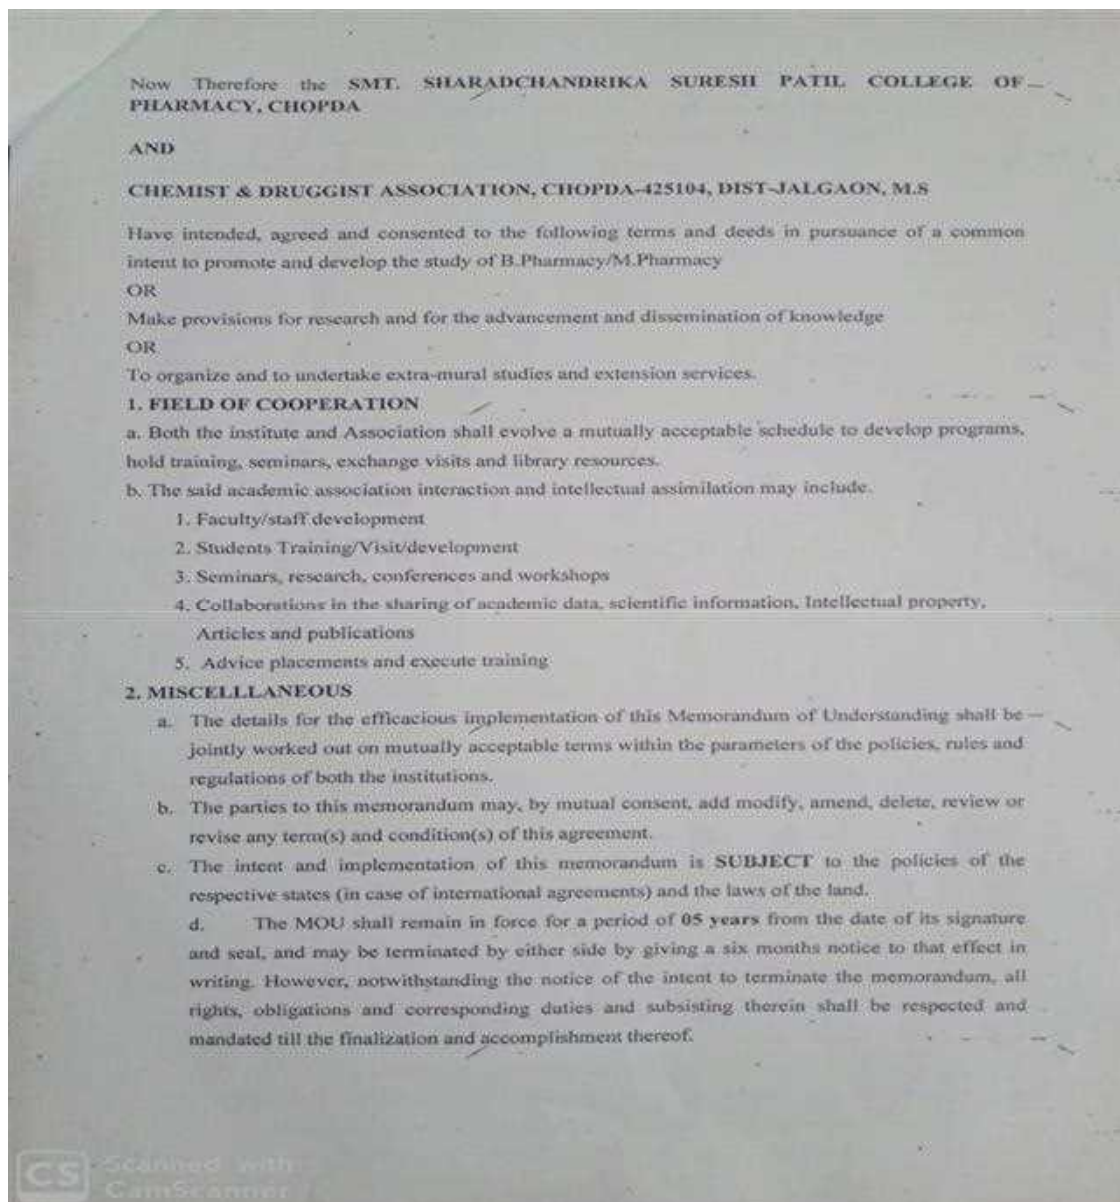 Now Therefore the SMT. SHARADCHANDRIKA SURESH PATIL COLLEGE OF
PHARMACY, CHOPDA
AND
CHEMIST & DRUGGIST ASSOCIATION, CHOPDA-425104, DIST-JALGAON, M.S
Have intended, agreed and consented to the following terms and deeds in pursuance of a common
intent to promote and develop the study of B.Pharmacy/M.Pharmacy
OR
Make provisions for research and for the advancement and dissemination of knowledge
OR
To organize and to undertake extra-mural studies and extension services.
1. FIELD OF COOPERATION
a. Both the institute and Association shall evolve a mutually acceptable schedule to develop programs,
hold training, seminars, exchange visits and library resources.
b. The said academic association interaction and intellectual assimilation may include.
1. Faculty/staff development
2. Students Training/Visit/development
3. Seminars, research, conferences and workshops
4. Collaborations in the sharing of academic data, scientific information, Intellectual property,
Articles and publications
5. Advice placements and execute training
2. MISCELLLANEOUS
a. The details for the efficacious implementation of this Memorandum of Understanding shall be
jointly worked out on mutually acceptable terms within the parameters of the policies, rules and
regulations of both the institutions.
b. The parties to this memorandum may, by mutual consent, add modify, amend, delete, review or
revise any term(s) and condition(s) of this agreement.
c. The intent and implementation of this memorandum is SUBJECT to the policies of the
respective states (in case of international agreements) and the laws of the land.
d. The MOU shall remain in force for a period of 05 years from the date of its signature
and seal, and may be terminated by either side by giving a six months notice to that effect in
writing. However, notwithstanding the notice of the intent to terminate the memorandum, all
rights, obligations and corresponding duties and subsisting therein shall be respected and
mandated till the finalization and accomplishment thereof.
CS Scanned with
CamScanner